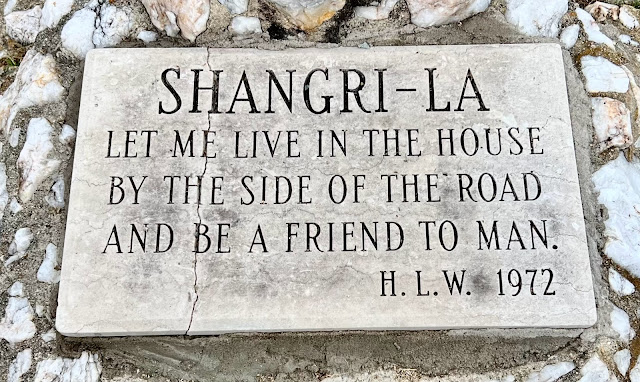 SHANGRI-LA
LET ME LIVE IN THE HOUSE
BY THE SIDE OF THE ROAD
AND BE A FRIEND TO MAN.
H. L. W. 1972